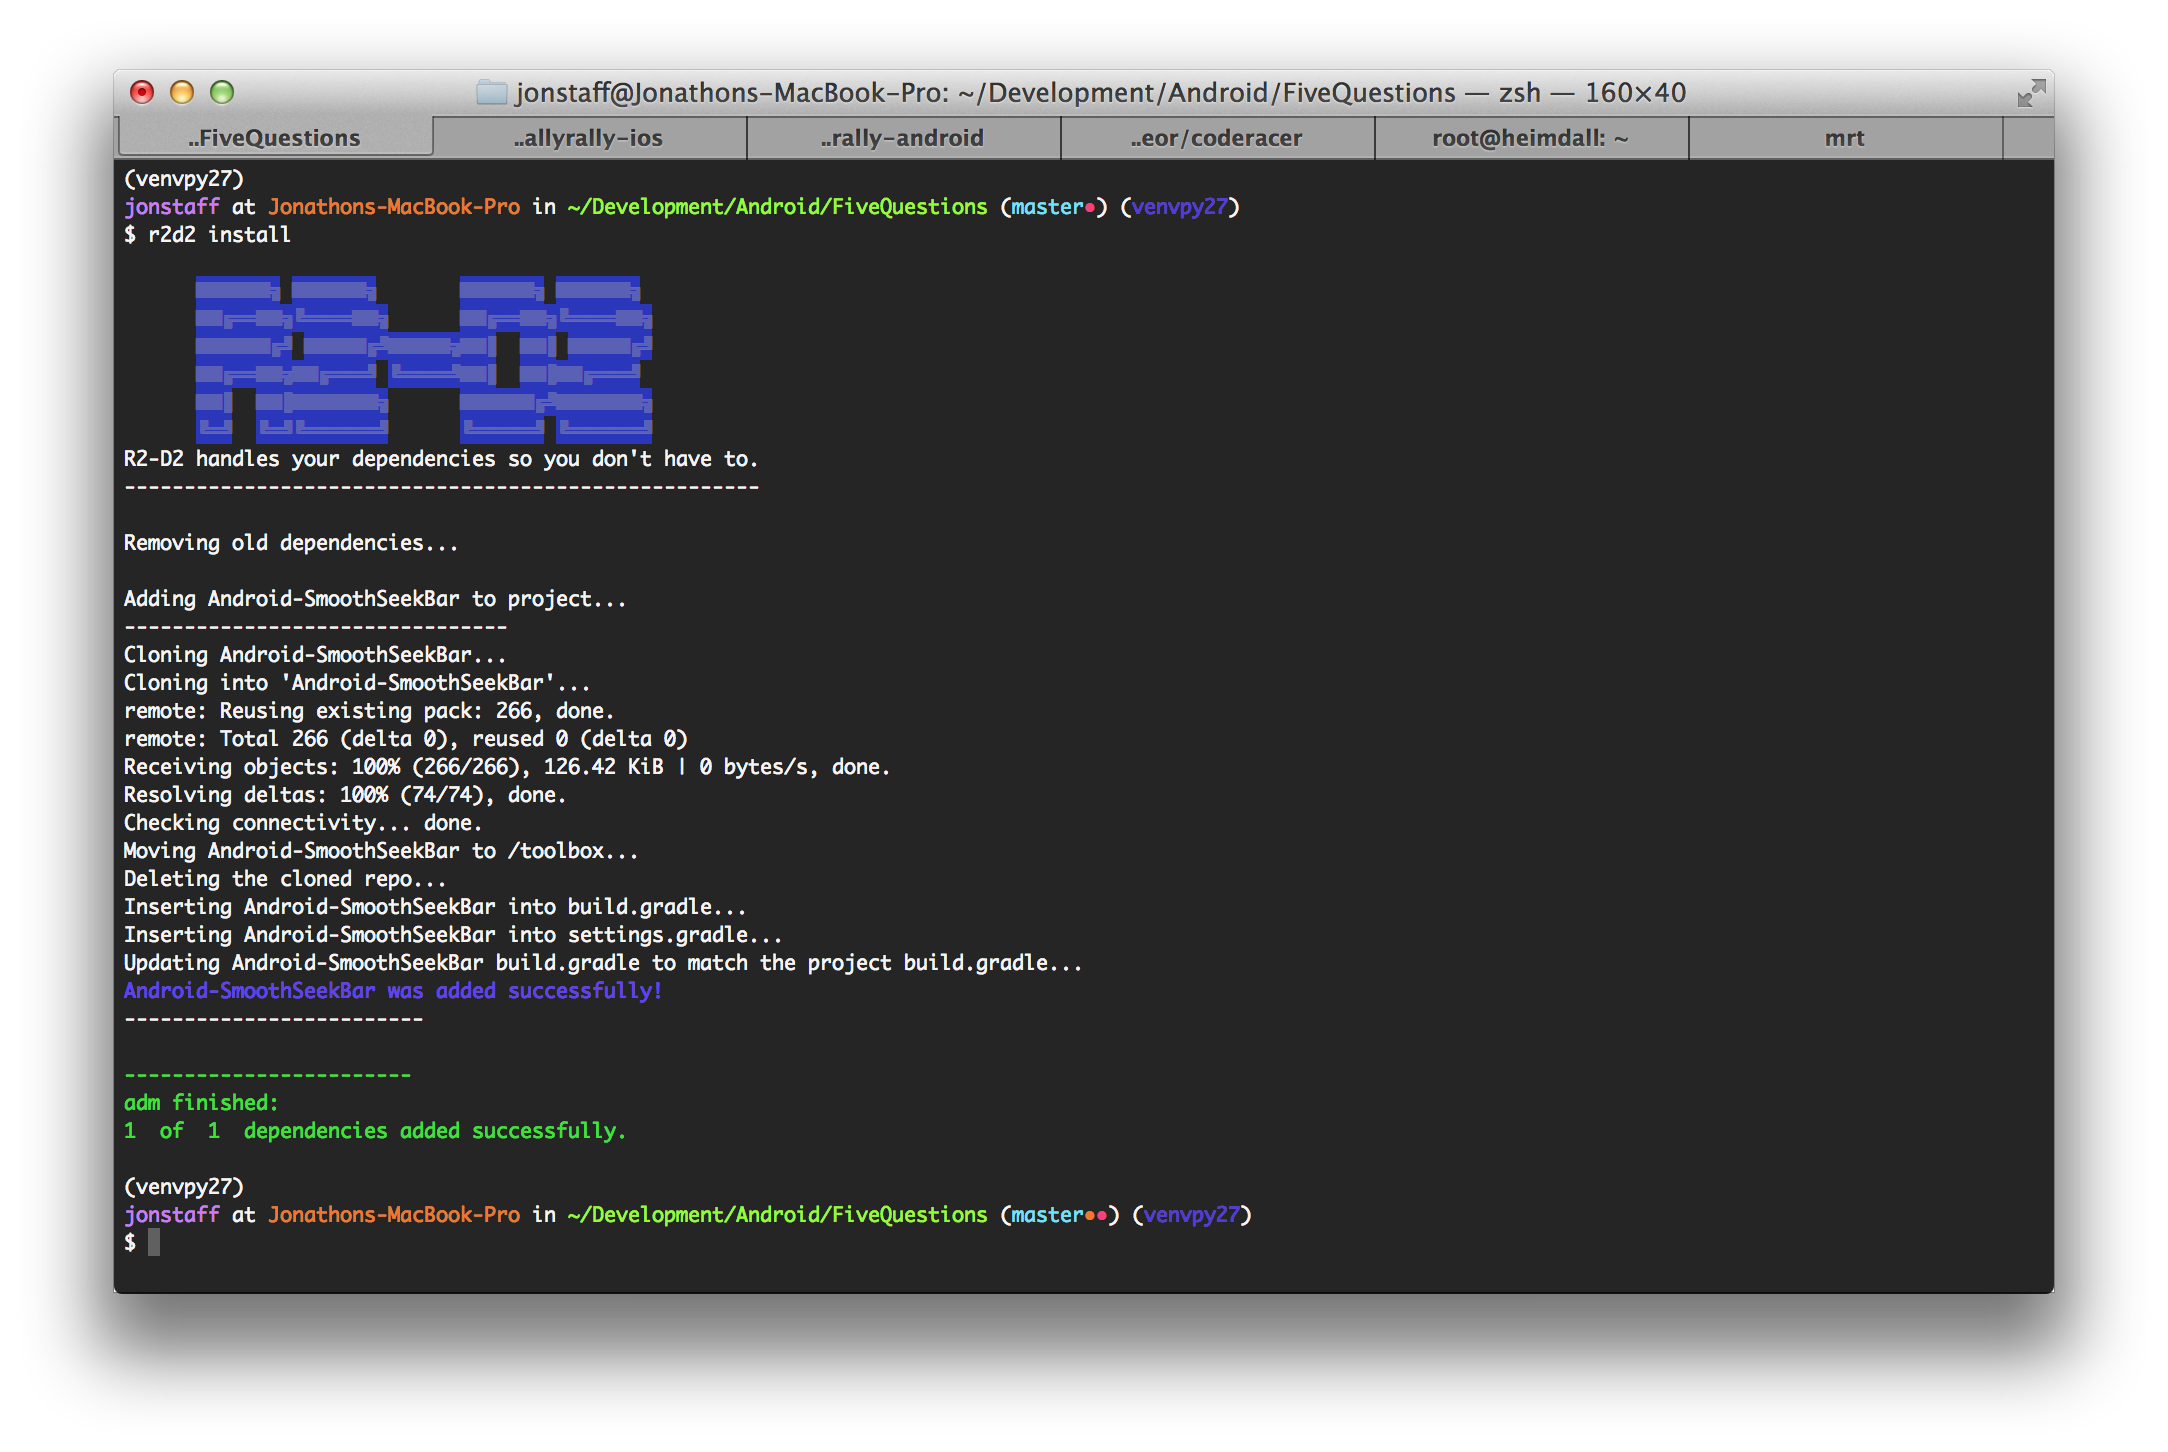 jonstaff@Jonathons-MacBook-Pro: ~/Development/Android/FiveQuestions — zsh — 160×40
..FiveQuestions ..allyrally-ios ..rally-android ..eor/coderacer root@heimdall: ~ mrt
(venvpy27)
jonstaff at Jonathons-MacBook-Pro in ~/Development/Android/FiveQuestions (master•) (venvpy27)
$ r2d2 install
R2-D2
R2-D2 handles your dependencies so you don't have to.
-----------------------------------------------------
Removing old dependencies...
Adding Android-SmoothSeekBar to project...
--------------------------------
Cloning Android-SmoothSeekBar...
Cloning into 'Android-SmoothSeekBar'...
remote: Reusing existing pack: 266, done.
remote: Total 266 (delta 0), reused 0 (delta 0)
Receiving objects: 100% (266/266), 126.42 KiB | 0 bytes/s, done.
Resolving deltas: 100% (74/74), done.
Checking connectivity... done.
Moving Android-SmoothSeekBar to /toolbox...
Deleting the cloned repo...
Inserting Android-SmoothSeekBar into build.gradle...
Inserting Android-SmoothSeekBar into settings.gradle...
Updating Android-SmoothSeekBar build.gradle to match the project build.gradle...
Android-SmoothSeekBar was added successfully!
-------------------------
------------------------
adm finished:
1  of  1  dependencies added successfully.
(venvpy27)
jonstaff at Jonathons-MacBook-Pro in ~/Development/Android/FiveQuestions (master••) (venvpy27)
$